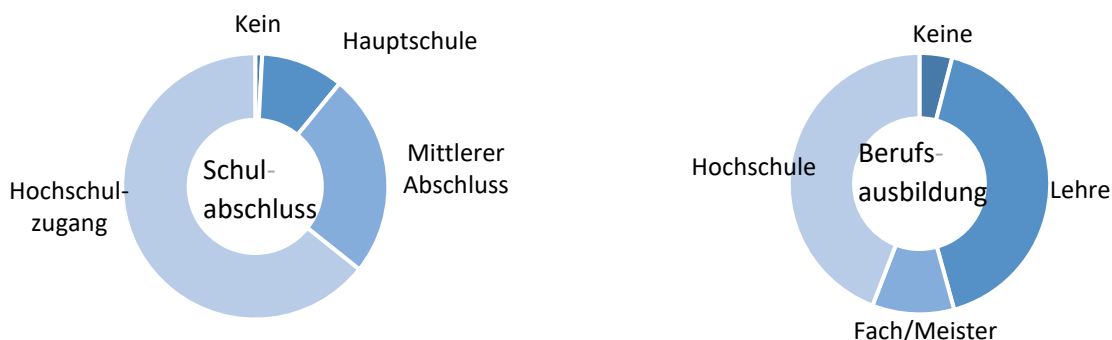 Kein
Hauptschule
Mittlerer
Abschluss
Hochschul-
zugang
Schul-
abschluss
Keine
Hochschule
Berufs-
ausbildung
Lehre
Fach/Meister